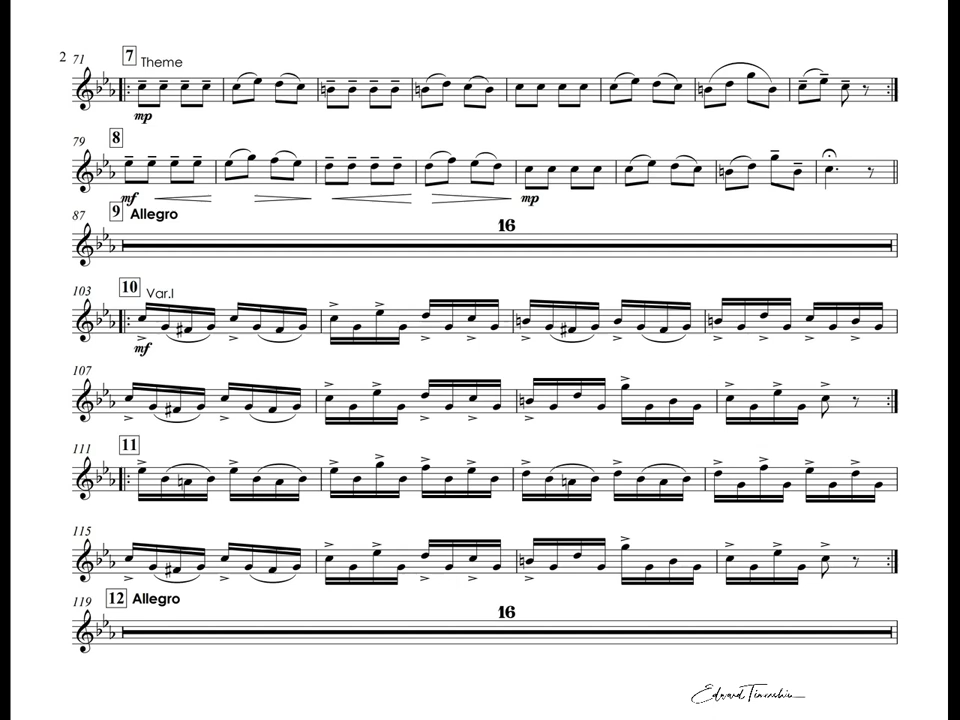 2 71 7 Theme
mp
79 8
mf mp
87 9 Allegro 16
103 10 Var.I
mf
107
111 11
115
119 12 Allegro 16